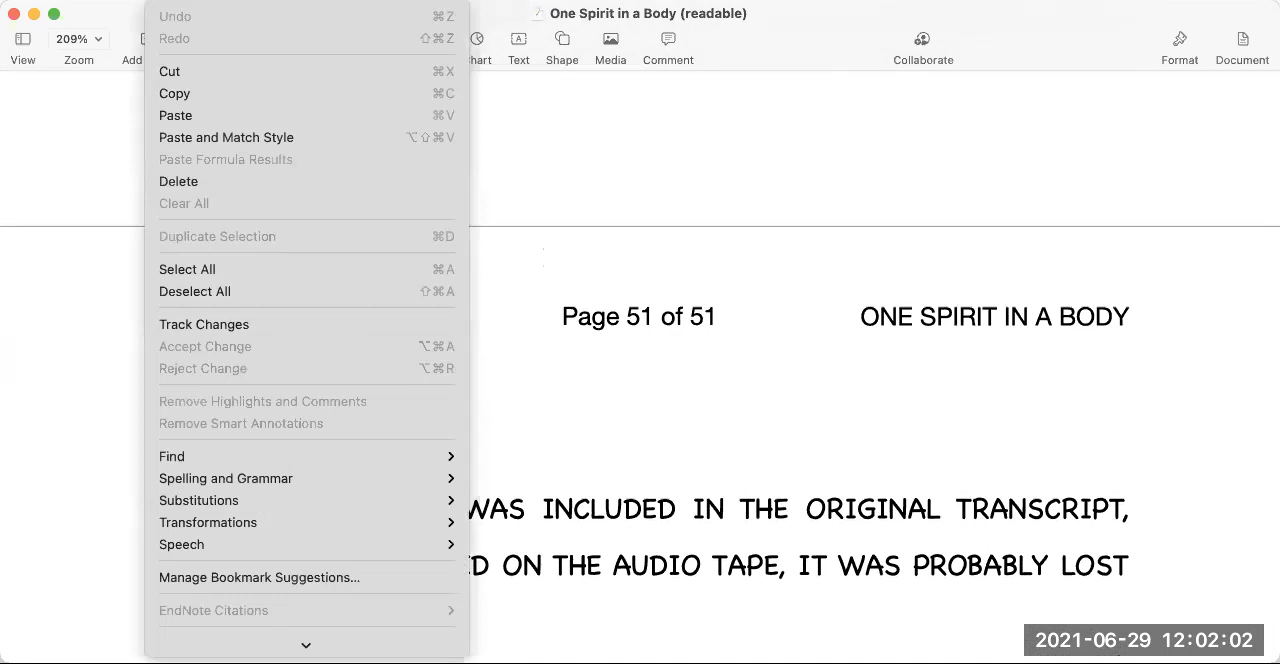 One Spirit in a Body (readable)
209%
View
Zoom
Add
Text
Shape
Media
Comment
Collaborate
Format
Document
Undo ⌘Z
Redo ⇧⌘Z
Cut ⌘X
Copy ⌘C
Paste ⌘V
Paste and Match Style ⌥⇧⌘V
Paste Formula Results
Delete
Clear All
Duplicate Selection ⌘D
Select All ⌘A
Deselect All ⇧⌘A
Track Changes
Accept Change ⌥⌘A
Reject Change ⌥⌘R
Remove Highlights and Comments
Remove Smart Annotations
Find
Spelling and Grammar
Substitutions
Transformations
Speech
Manage Bookmark Suggestions...
EndNote Citations
Page 51 of 51
ONE SPIRIT IN A BODY
WAS INCLUDED IN THE ORIGINAL TRANSCRIPT,
ON THE AUDIO TAPE, IT WAS PROBABLY LOST
2021-06-29 12:02:02